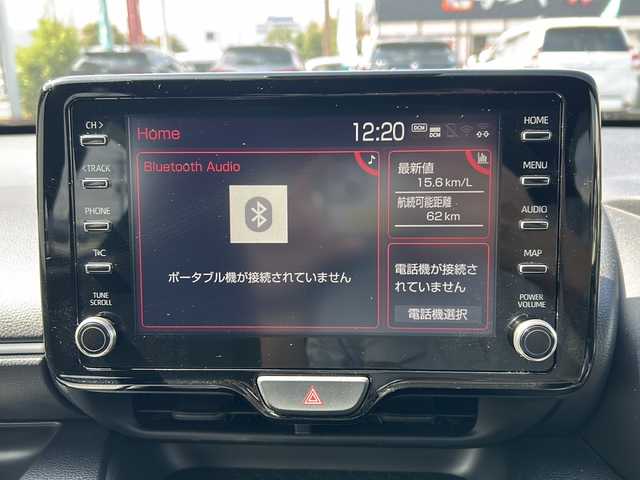 CH>
<TRACK
PHONE
T-C
TUNE
SCROLL
Home
12:20
DCM
DCM
Bluetooth Audio
ポータブル機が接続されていません
最新値
15.6 km/L
航続可能距離
62 km
電話機が接続さ
れていません
電話機選択
HOME
MENU
AUDIO
MAP
POWER
VOLUME